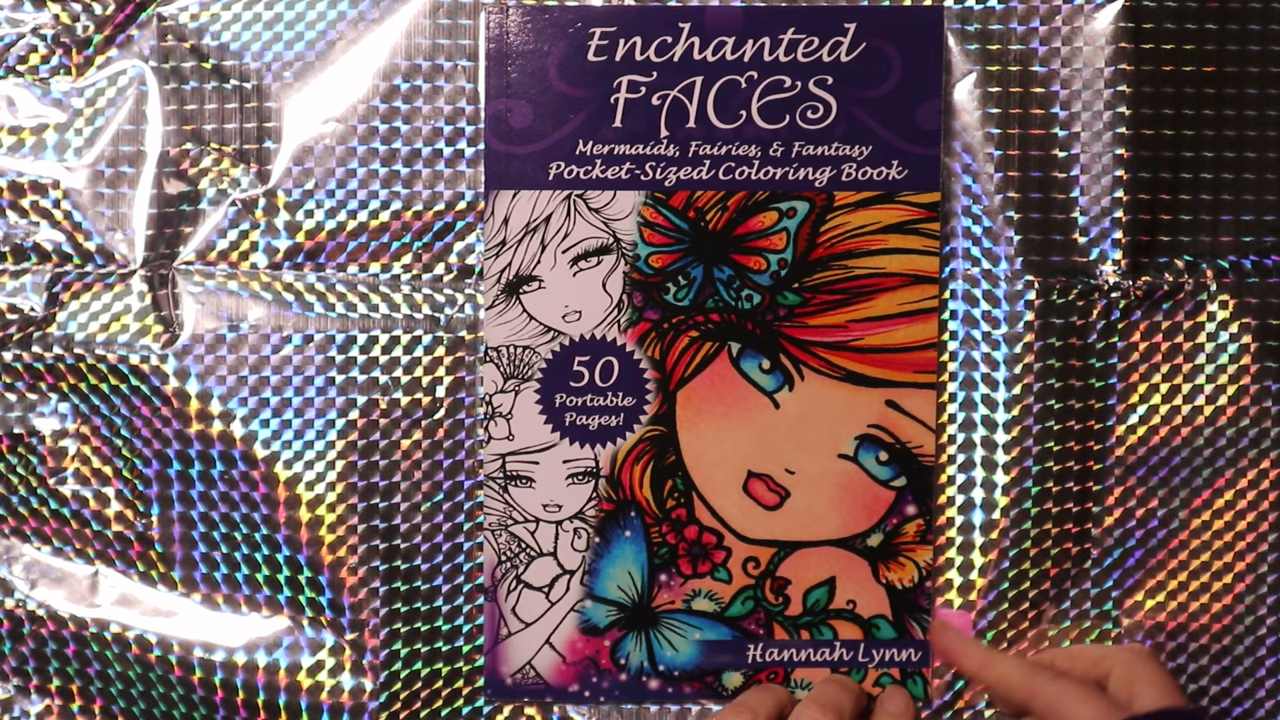 Enchanted
FACES
Mermaids, Fairies, & Fantasy
Pocket-Sized Coloring Book
50
Portable
Pages!
Hannah Lynn